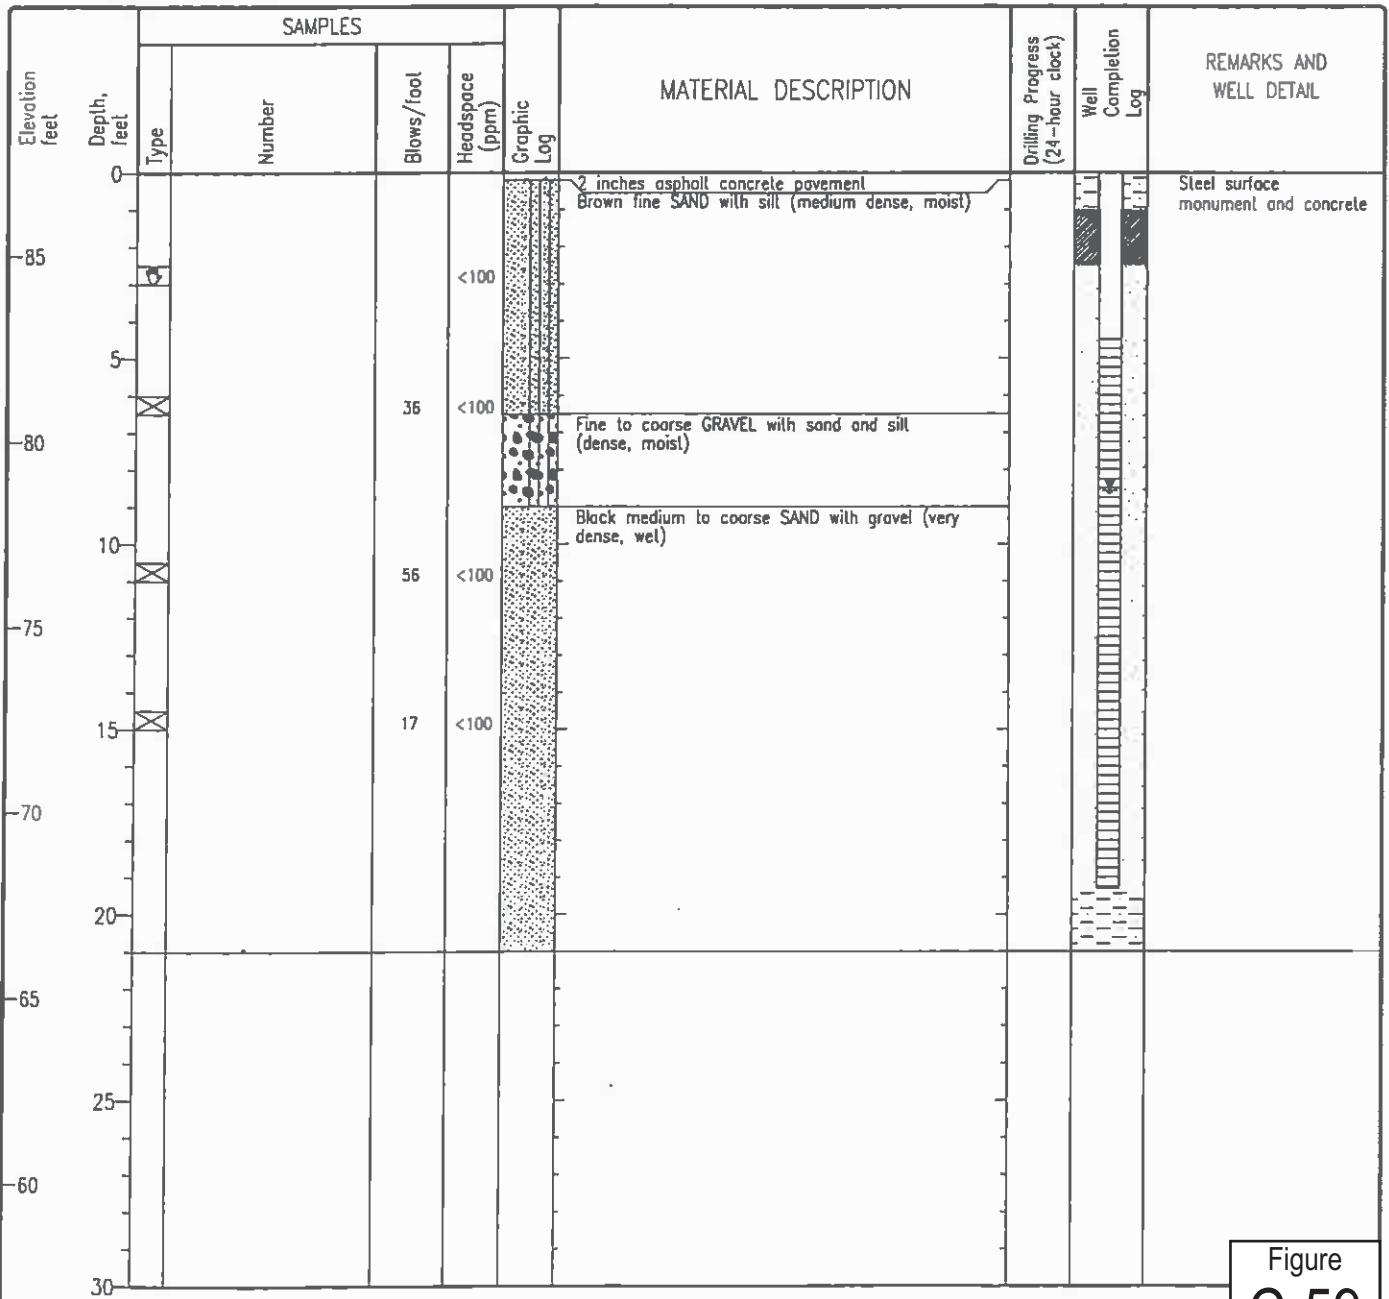 SAMPLES
Elevation
feet
Depth,
feet
Type
Number
Blows/foot
Headspace
(ppm)
Graphic
Log
MATERIAL DESCRIPTION
Drilling Progress
(24-hour clock)
Well
Completion
Log
REMARKS AND
WELL DETAIL
0
2 inches asphalt concrete pavement
Brown fine SAND with silt (medium dense, moist)
Steel surface
monument and concrete
85
<100
5
36 <100
Fine to coarse GRAVEL with sand and silt
(dense, moist)
80
Black medium to coarse SAND with gravel (very
dense, wet)
10
56 <100
75
17 <100
15
70
20
65
25
60
30
Figure